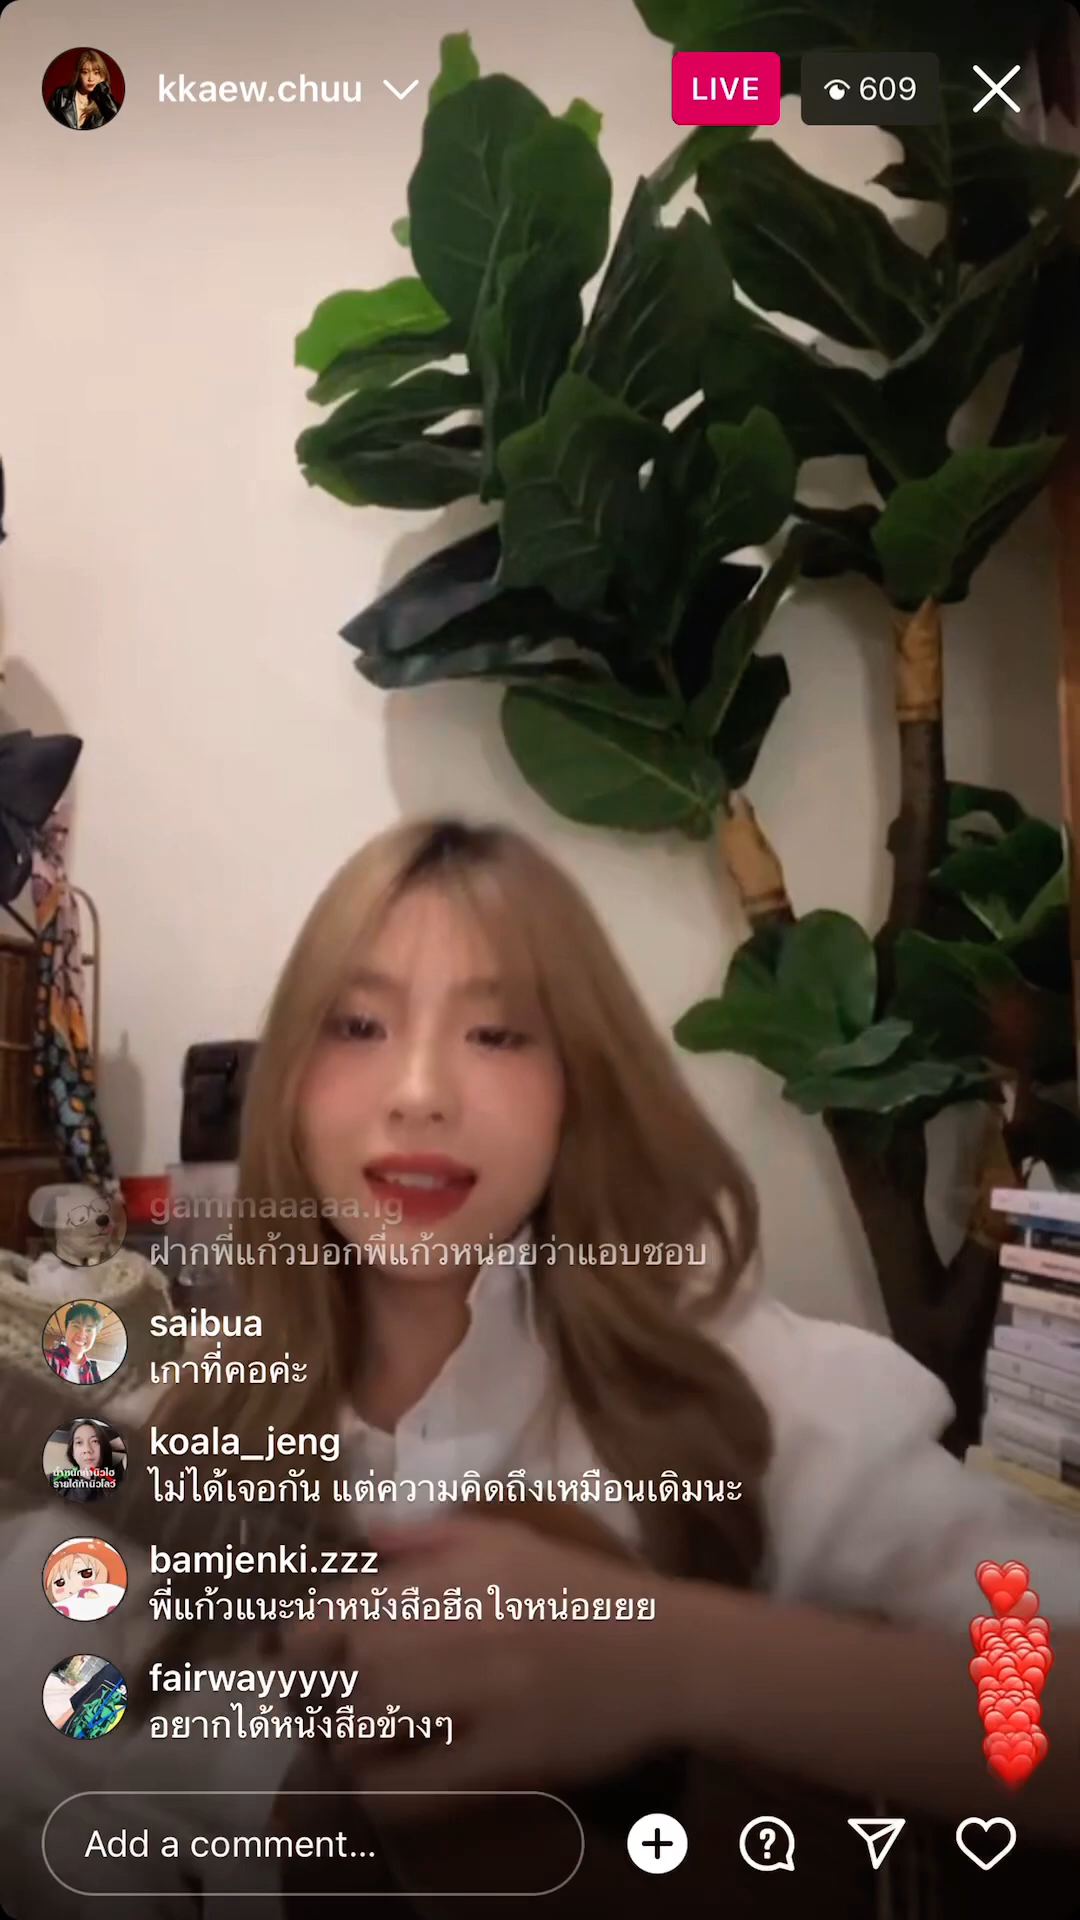 kkaew.chuu
LIVE
609
gammaaaaa.ig
ฝากพี่แก้วบอกพี่แก้วหน่อยว่าแอบชอบ
saibua
เกาที่คอค่ะ
koala_jeng
ไม่ได้เจอกัน แต่ความคิดถึงเหมือนเดิมนะ
bamjenki.zzz
พี่แก้วแนะนำหนังสือฮีลใจหน่อยยย
fairwayyyyy
อยากได้หนังสือข้างๆ
Add a comment...